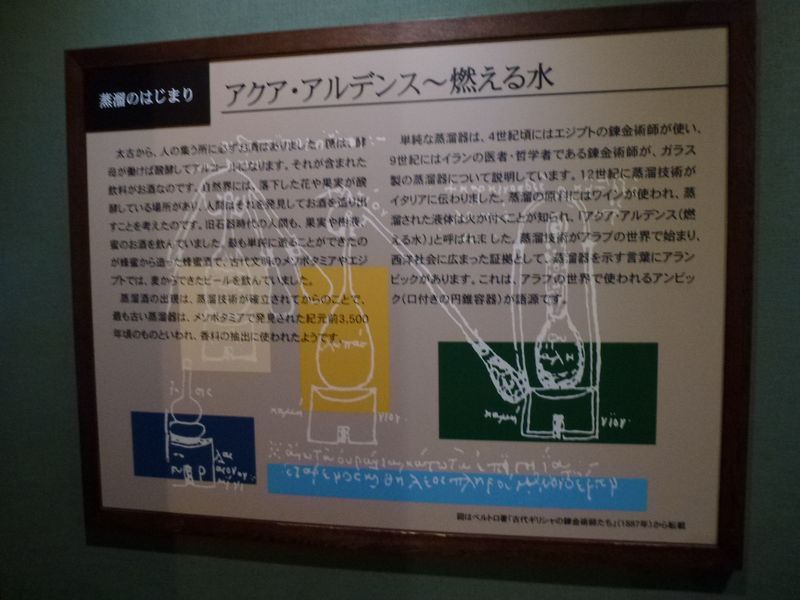 蒸溜のはじまり
アクア・アルデンス～燃える水
太古から、人の集う所に必ずお酒はありました。糖は、酵
母が働けば醗酵してアルコールになります。それが含まれた
飲料がお酒なのです。自然界には、落下した花や果実が醗
酵している場所があり、人間はそれを発見してお酒を造り出
すことを考えたのです。旧石器時代の人間も、果実や樹液、
蜜のお酒を飲んでいました。最も単純に造ることができたの
が蜂蜜から造った蜂蜜酒で、古代文明のメソポタミアやエジ
プトでは、麦からできたビールを飲んでいました。
蒸溜酒の出現は、蒸溜技術が確立されてからのことで、
最も古い蒸溜器は、メソポタミアで発見された紀元前3,500
年頃のものといわれ、香料の抽出に使われたようです。
単純な蒸溜器は、4世紀頃にはエジプトの錬金術師が使い、
9世紀にはイランの医者・哲学者である錬金術師が、ガラス
製の蒸溜器について説明しています。12世紀に蒸溜技術が
イタリアに伝わりました。蒸溜の原料にはワインが使われ、蒸
溜された液体は火が付くことが知られ、「アクア・アルデンス（燃
える水）」と呼ばれました。蒸溜技術がアラブの世界で始まり、
西洋社会に広まった証拠として、蒸溜器を示す言葉にアラン
ビックがあります。これは、アラブの世界で使われるアンビッ
ク（口付きの円錐容器）が語源です。
図はベルトロ著「古代ギリシャの錬金術師たち」（1887年）から転載